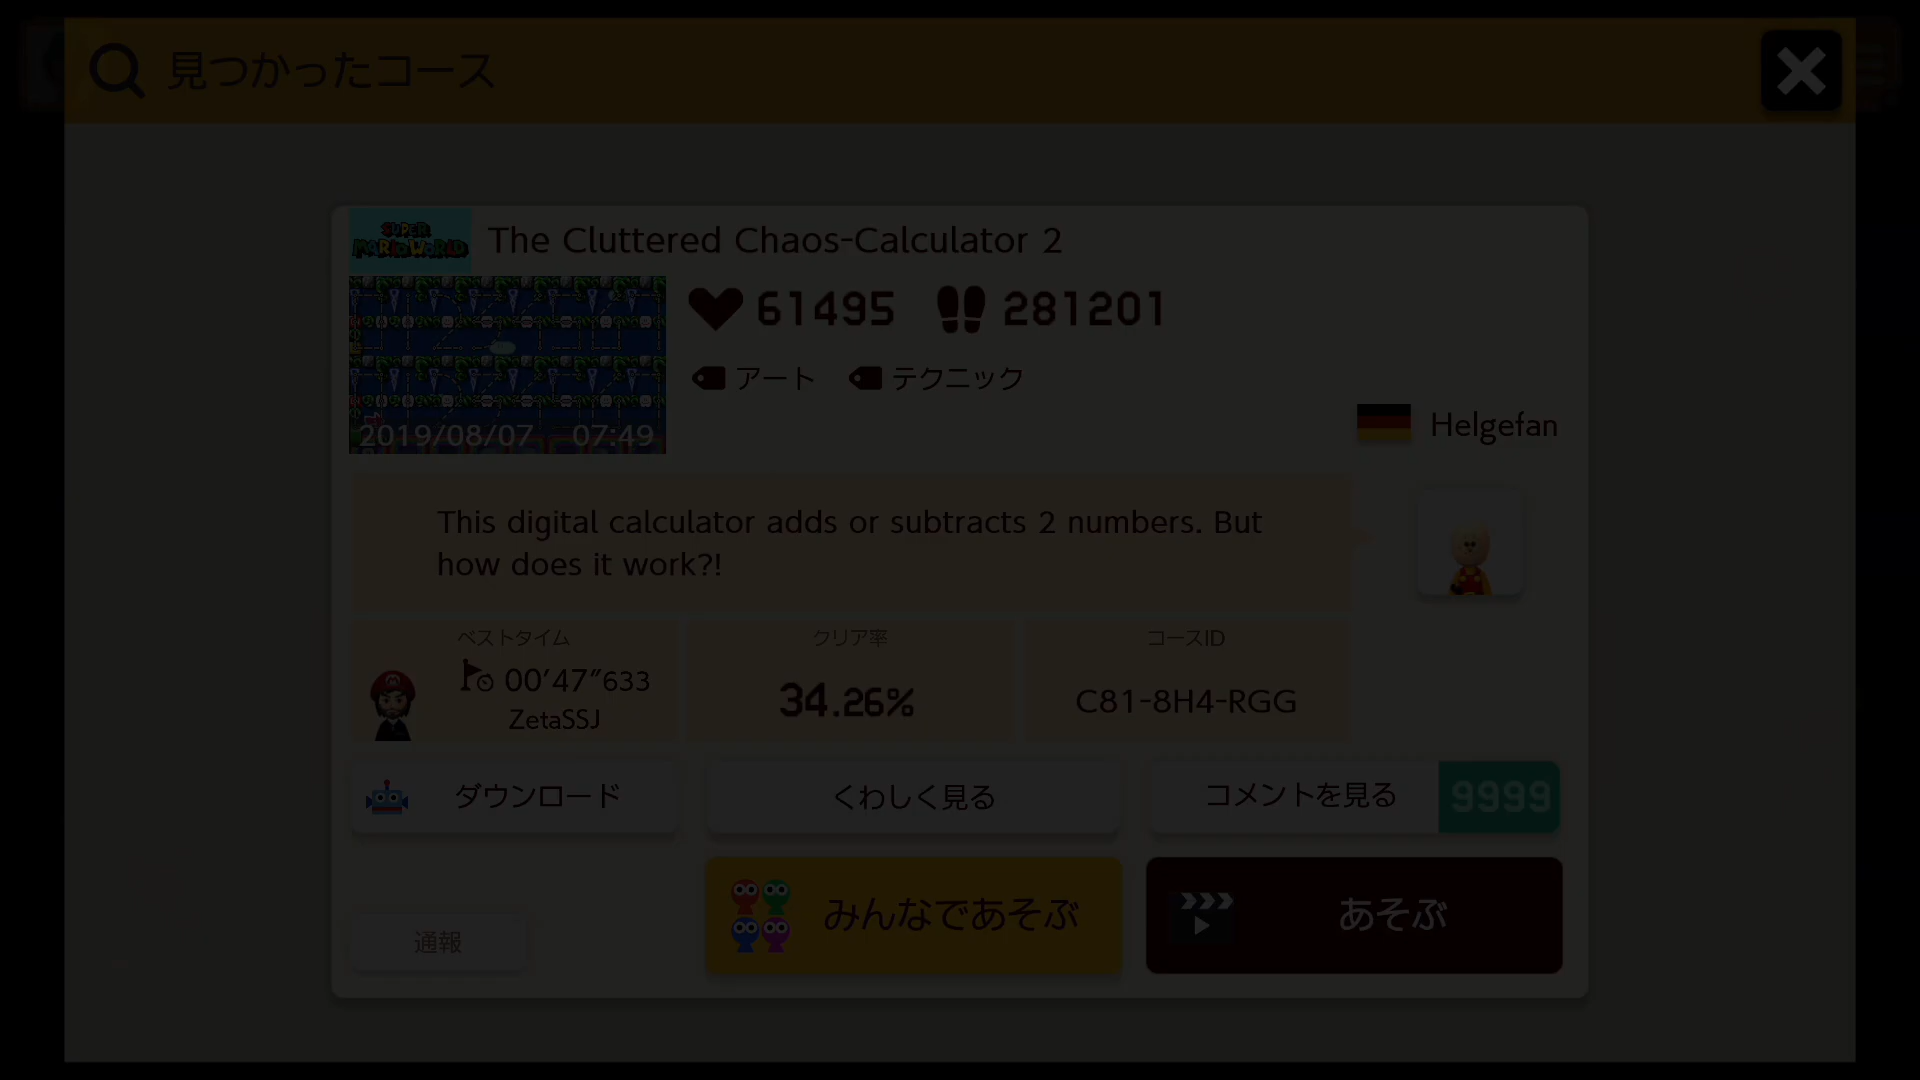 見つかったコース
SUPER MARIO WORLD
The Cluttered Chaos-Calculator 2
61495 281201
アート テクニック
2019/08/07 07:49
Helgefan
This digital calculator adds or subtracts 2 numbers. But
how does it work?!
ベストタイム
00'47"633
ZetaSSJ
クリア率
34.26%
コースID
C81-8H4-RGG
ダウンロード
くわしく見る
コメントを見る 9999
通報
みんなであそぶ
あそぶ